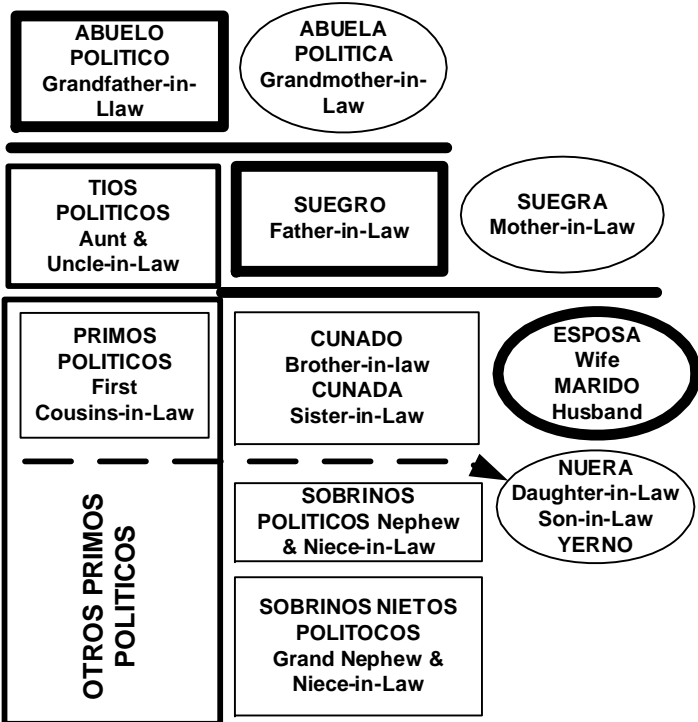 ABUELO
POLITICO
Grandfather-in-
Llaw
ABUELA
POLITICA
Grandmother-in-
Law
TIOS
POLITICOS
Aunt &
Uncle-in-Law
SUEGRO
Father-in-Law
SUEGRA
Mother-in-Law
PRIMOS
POLITICOS
First
Cousins-in-Law
CUNADO
Brother-in-law
CUNADA
Sister-in-Law
ESPOSA
Wife
MARIDO
Husband
OTROS PRIMOS
POLITICOS
SOBRINOS
POLITICOS Nephew
& Niece-in-Law
NUERA
Daughter-in-Law
Son-in-Law
YERNO
SOBRINOS NIETOS
POLITOCOS
Grand Nephew &
Niece-in-Law